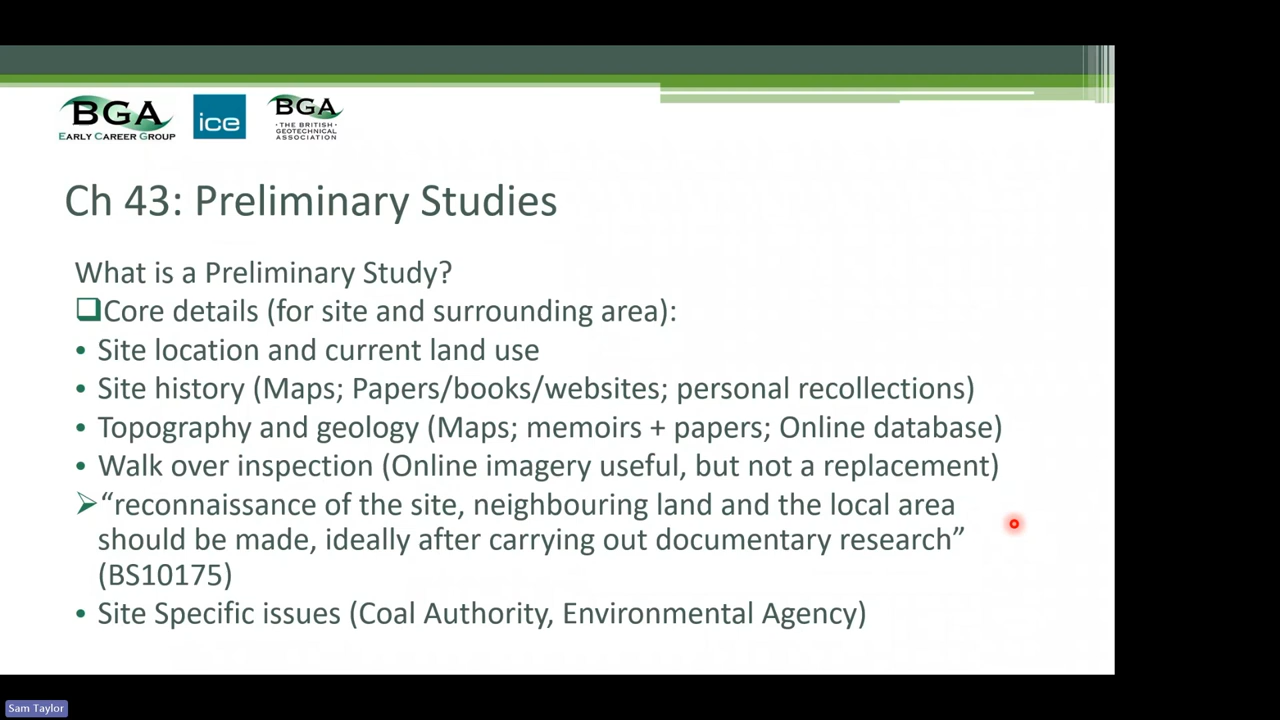 BGA
EARLY CAREER GROUP
ice
BGA
·THE BRITISH·
GEOTECHNICAL
ASSOCIATION
Ch 43: Preliminary Studies
What is a Preliminary Study?
Core details (for site and surrounding area):
• Site location and current land use
• Site history (Maps; Papers/books/websites; personal recollections)
• Topography and geology (Maps; memoirs + papers; Online database)
• Walk over inspection (Online imagery useful, but not a replacement)
“reconnaissance of the site, neighbouring land and the local area
should be made, ideally after carrying out documentary research”
(BS10175)
• Site Specific issues (Coal Authority, Environmental Agency)
Sam Taylor